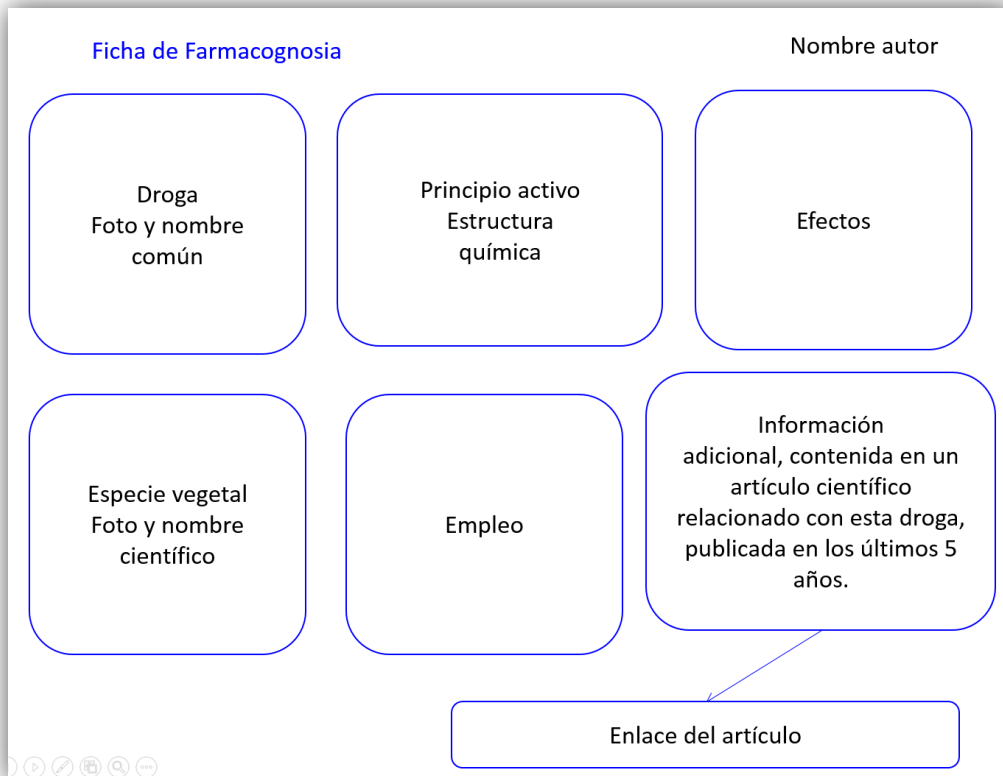 Ficha de Farmacognosia
Nombre autor
Droga
Foto y nombre
común
Principio activo
Estructura
química
Efectos
Especie vegetal
Foto y nombre
científico
Empleo
Información
adicional, contenida en un
artículo científico
relacionado con esta droga,
publicada en los últimos 5
años.
Enlace del artículo